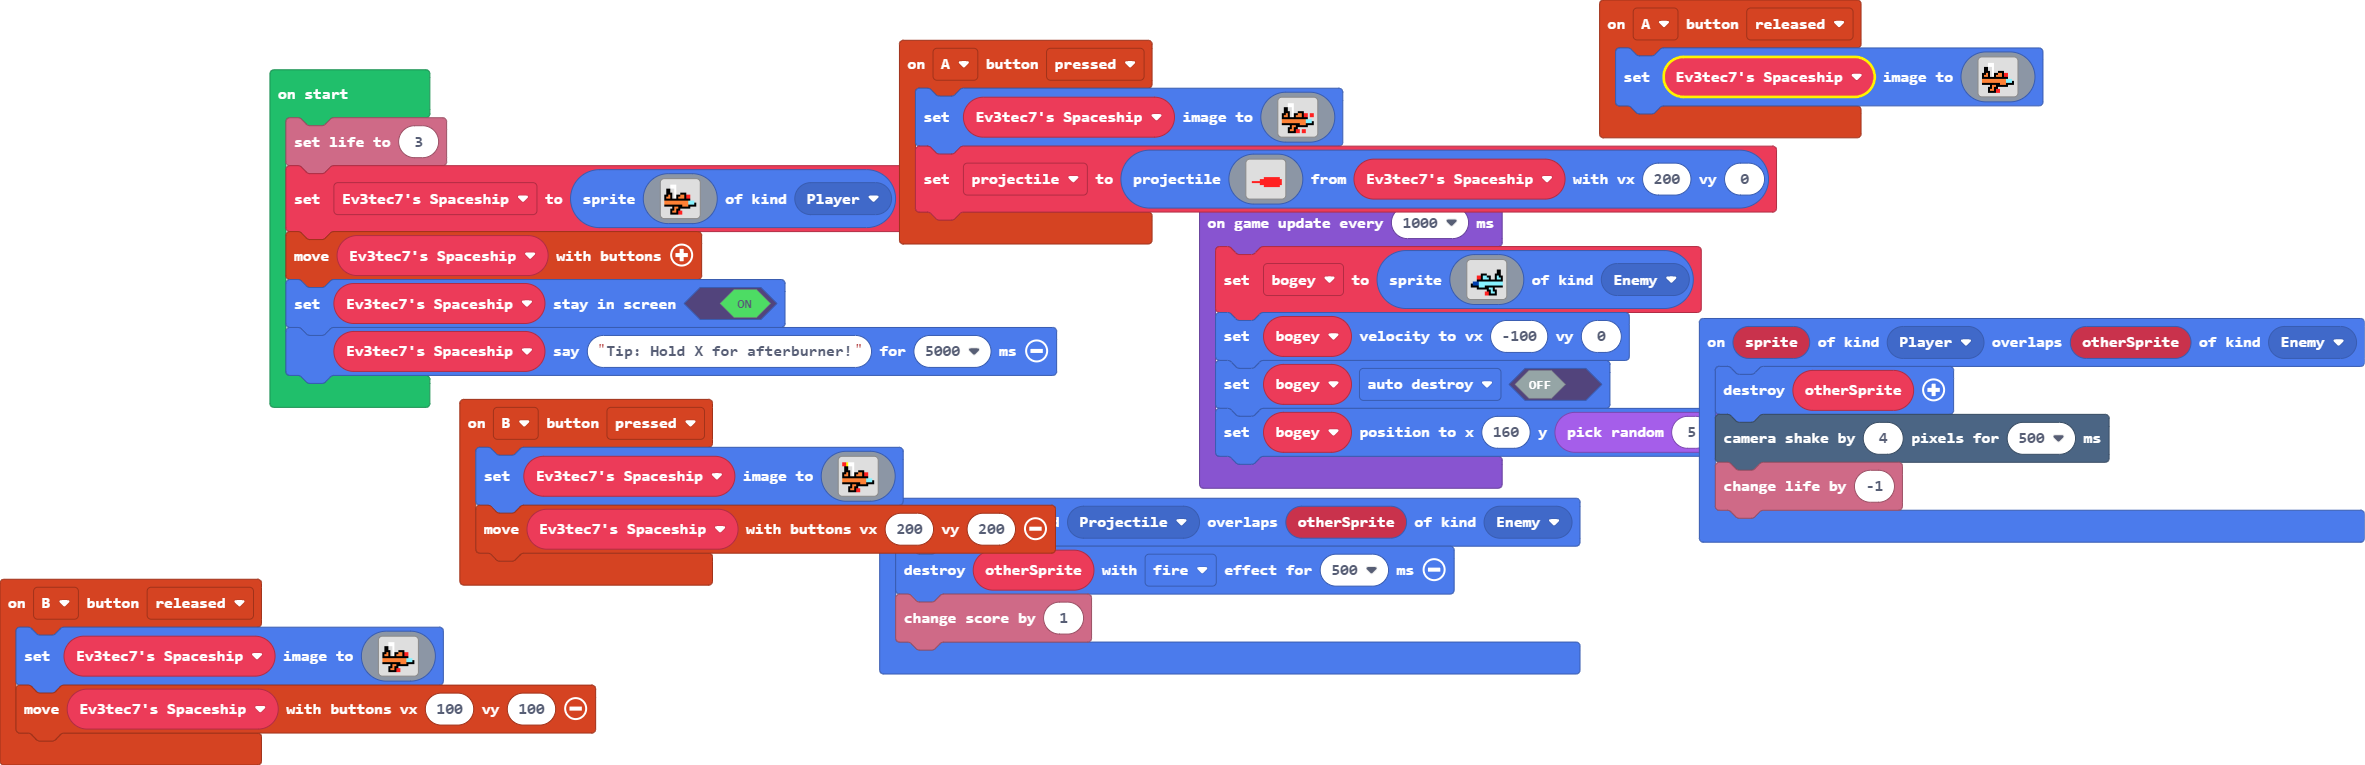 on start
set life to 3
set Ev3tec7's Spaceship to sprite of kind Player
move Ev3tec7's Spaceship with buttons
set Ev3tec7's Spaceship stay in screen ON
Ev3tec7's Spaceship say "Tip: Hold X for afterburner!" for 5000 ms
on A button pressed
set Ev3tec7's Spaceship image to
set projectile to projectile from Ev3tec7's Spaceship with vx 200 vy 0
on A button released
set Ev3tec7's Spaceship image to
on game update every 1000 ms
set bogey to sprite of kind Enemy
set bogey velocity to vx -100 vy 0
set bogey auto destroy OFF
set bogey position to x 160 y pick random 5
on sprite of kind Player overlaps otherSprite of kind Enemy
destroy otherSprite
camera shake by 4 pixels for 500 ms
change life by -1
on B button pressed
set Ev3tec7's Spaceship image to
move Ev3tec7's Spaceship with buttons vx 200 vy 200
Projectile overlaps otherSprite of kind Enemy
destroy otherSprite with fire effect for 500 ms
change score by 1
on B button released
set Ev3tec7's Spaceship image to
move Ev3tec7's Spaceship with buttons vx 100 vy 100